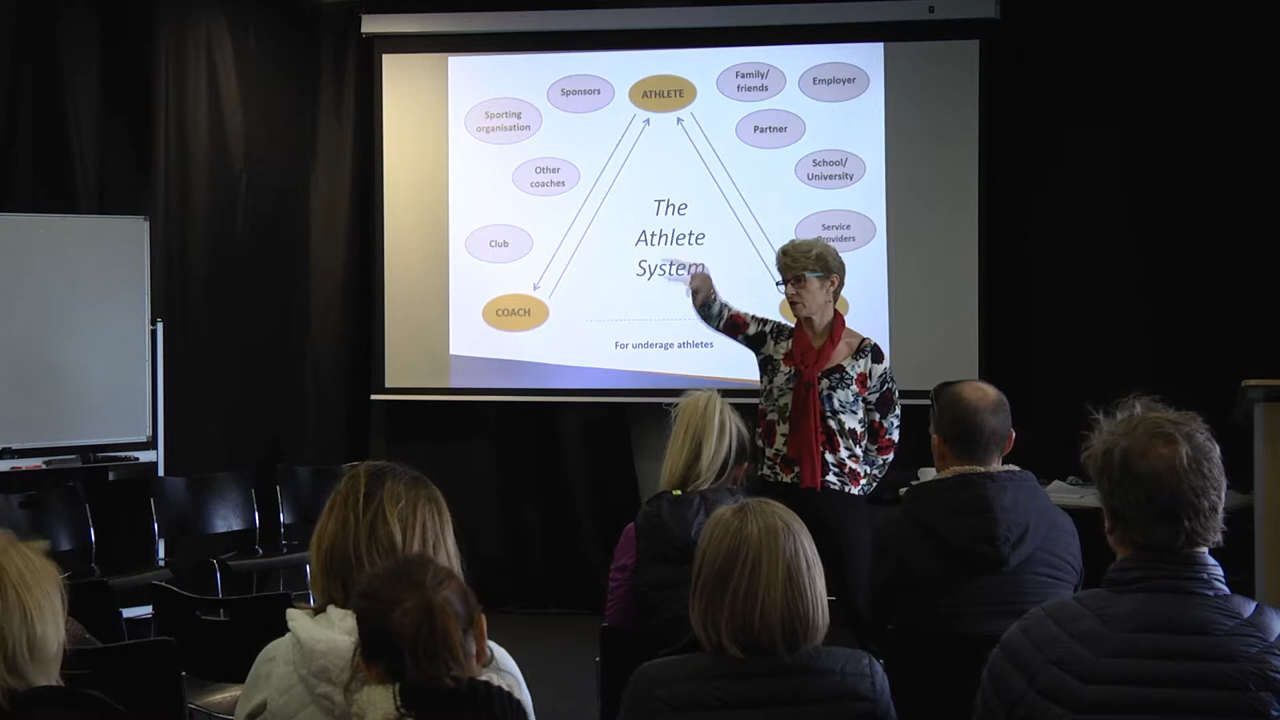 Sponsors
ATHLETE
Family/
friends
Employer
Sporting
organisation
Partner
Other
coaches
School/
University
The
Athlete
System
Club
Service
Providers
COACH
For underage athletes